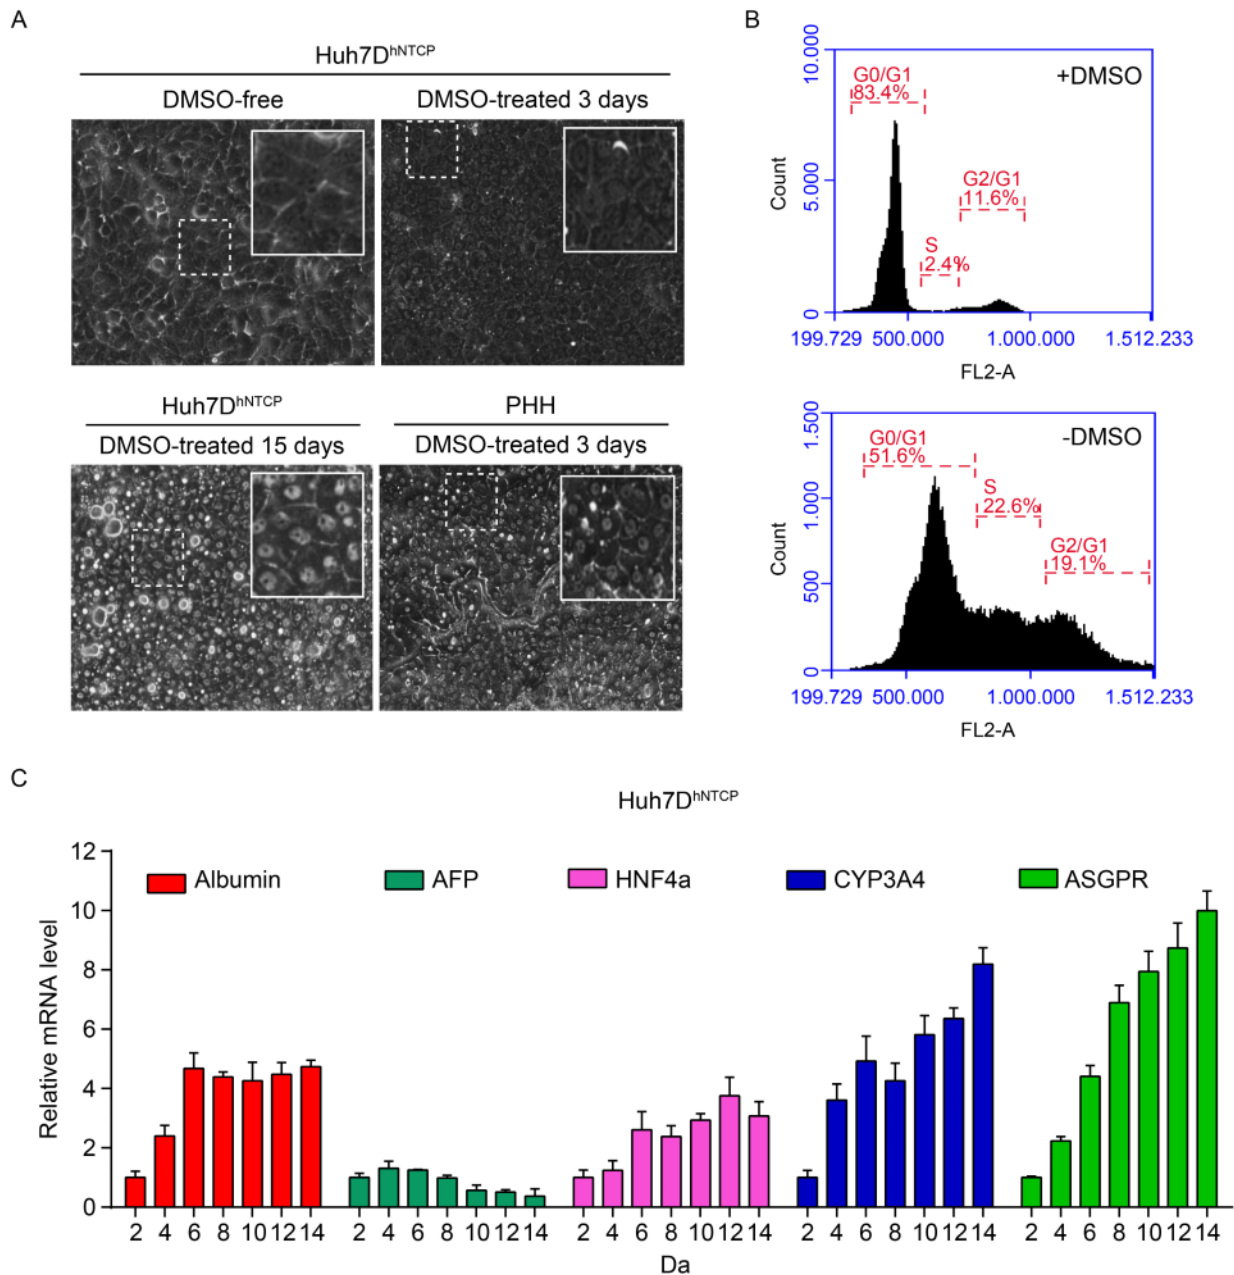 A
Huh7DhNTCP
DMSO-free
DMSO-treated 3 days
Huh7DhNTCP
DMSO-treated 15 days
PHH
DMSO-treated 3 days
B
+DMSO
G0/G1
83.4%
S
2.4%
G2/G1
11.6%
Count
10.000
5.000
0
199.729 500.000 1.000.000 1.512.233
FL2-A
-DMSO
G0/G1
51.6%
S
22.6%
G2/G1
19.1%
Count
1.500
1.000
500
0
199.729 500.000 1.000.000 1.512.233
FL2-A
C
Huh7DhNTCP
Albumin AFP HNF4a CYP3A4 ASGPR
Relative mRNA level
12
10
8
6
4
2
0
2 4 6 8 10 12 14 2 4 6 8 10 12 14 2 4 6 8 10 12 14 2 4 6 8 10 12 14 2 4 6 8 10 12 14
Da